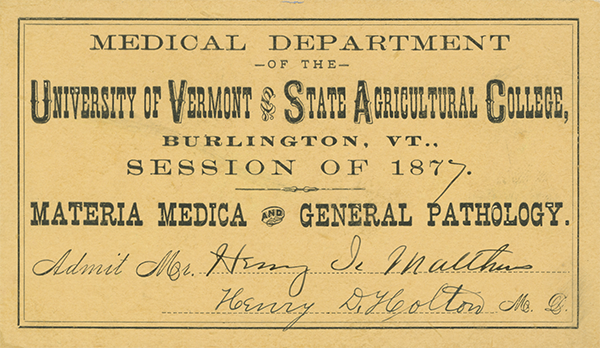 MEDICAL DEPARTMENT
—OF THE—
UNIVERSITY OF VERMONT & STATE AGRICULTURAL COLLEGE,
BURLINGTON, VT.,
SESSION OF 1877.
MATERIA MEDICA AND GENERAL PATHOLOGY.
Admit Mr. Henry Matthews
Henry D. Holton M. D.